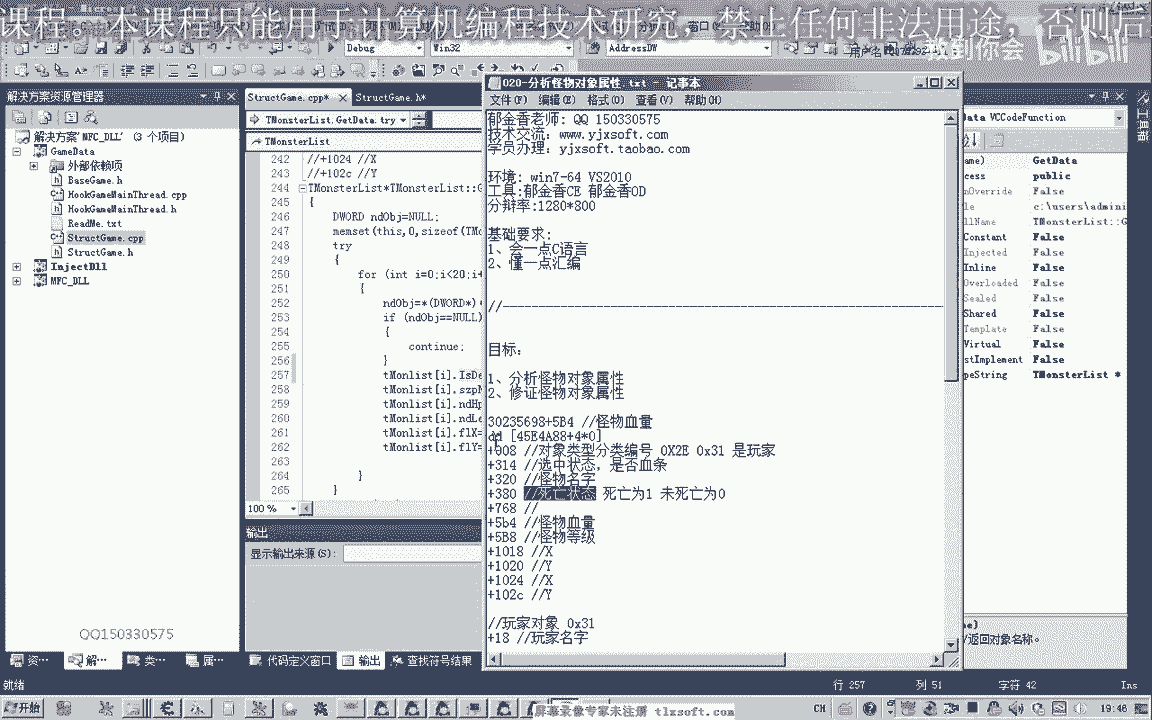 课程。本课程只能用于计算机编程技术研究，禁止任何非法用途，否则后
教到你会
bilibili
Debug
Win32
AddressDW
解决方案资源管理器
解决方案'MFC_DLL' (3 个项目)
GameData
外部依赖项
BaseGame.h
HookGameMainThread.cpp
HookGameMainThread.h
ReadMe.txt
StructGame.cpp
StructGame.h
InjectDll
MFC_DLL
QQ150330575
StructGame.cpp*
StructGame.h*
TMonsterList.GetData.try
TMonsterList
242 //+1024 //X
243 //+102c //Y
244 TMonsterList*TMonsterList::G
245 {
246 DWORD ndObj=NULL;
247 memset(this,0,sizeof(TMo
248 try
249 {
250 for (int i=0;i<20;i+
251 {
252 ndObj=*(DWORD*)
253 if (ndObj==NULL)
254 {
255 continue;
256 }
257 tMonlist[i].IsDe
258 tMonlist[i].szpN
259 tMonlist[i].ndHp
260 tMonlist[i].ndLe
261 tMonlist[i].flX=
262 tMonlist[i].flY=
263
264 }
265 }
100 %
输出
显示输出来源(S):
代码定义窗口
输出
查找符号结果
020-分析怪物对象属性.txt - 记事本
文件(F) 编辑(E) 格式(O) 查看(V) 帮助(H)
郁金香老师: QQ 150330575
技术交流: www.yjxsoft.com
学员办理: yjxsoft.taobao.com
环境: win7-64 VS2010
工具:郁金香CE 郁金香OD
分辩率:1280*800
基础要求:
1、会一点C语言
2、懂一点汇编
目标:
1、分析怪物对象属性
2、修证怪物对象属性
30235698+5B4 //怪物血量
dd [45E4A88+4*0]
+008 //对象类型分类编号 0X2E 0x31 是玩家
+314 //选中状态，是否血条
+320 //怪物名字
+380 //死亡状态 死亡为1 未死亡为0
+768 //
+5b4 //怪物血量
+5B8 //怪物等级
+1018 //X
+1020 //Y
+1024 //X
+102c //Y
//玩家对象 0x31
+18 //玩家名字
Data VCCodeFunction
GetData
public
False
c:\users\admini
TMonsterList::G
Constant False
Injected False
Inline False
Overloaded False
Sealed False
Shared False
Template False
Virtual False
TMonsterList *
返回对象名称。
就绪
行 257
列 51
字符 42
Ins
开始
屏幕录像专家未注册 tlxsoft.com
CH
19:46